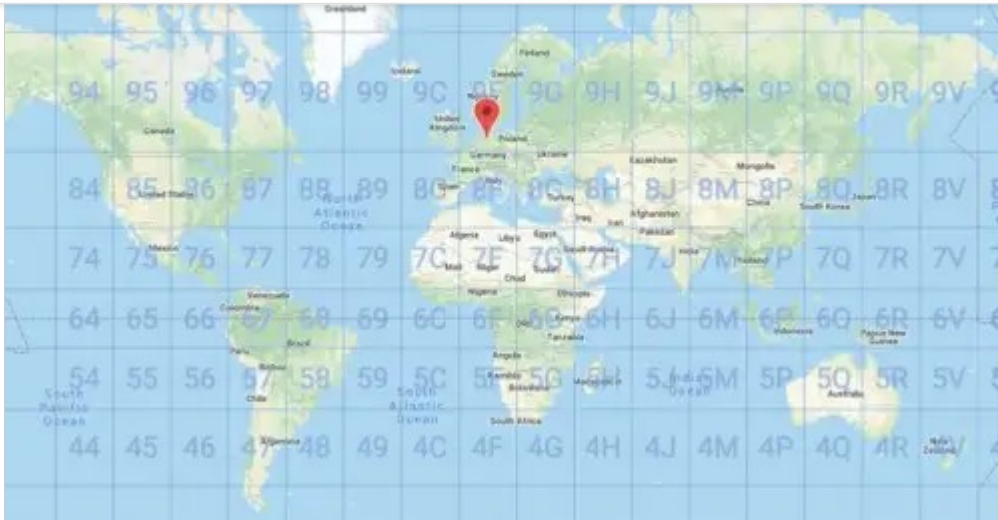 Greenland
Finland
Iceland
Sweden
94 95 96 97 98 99 9C 9F 9G 9H 9J 9M 9P 9Q 9R 9V
Norway
Russia
United
Kingdom
Canada
Poland
Germany
Ukraine
Kazakhstan
Mongolia
France
Italy
Spain
84 85 86 87 88 89 8C 8F 8G 8H 8J 8M 8P 8Q 8R 8V
United States
North
Atlantic
Ocean
Turkey
China
Japan
South Korea
Iraq
Iran
Afghanistan
Pakistan
Algeria
Libya
Egypt
Mexico
Saudi Arabia
India
74 75 76 77 78 79 7C 7F 7G 7H 7J 7M 7P 7Q 7R 7V
Thailand
Mali
Niger
Sudan
Chad
Nigeria
Ethiopia
Venezuela
Colombia
64 65 66 67 68 69 6C 6F 6G 6H 6J 6M 6P 6Q 6R 6V
DRC
Kenya
Indonesia
Papua New
Guinea
Tanzania
Brazil
Peru
Angola
Bolivia
54 55 56 57 58 59 5C 5F 5G 5H 5J 5M 5P 5Q 5R 5V
Namibia
Botswana
Madagascar
Indian
Ocean
South
Pacific
Ocean
South
Atlantic
Ocean
Chile
Australia
South Africa
44 45 46 47 48 49 4C 4F 4G 4H 4J 4M 4P 4Q 4R 4V
Argentina
New
Zealand